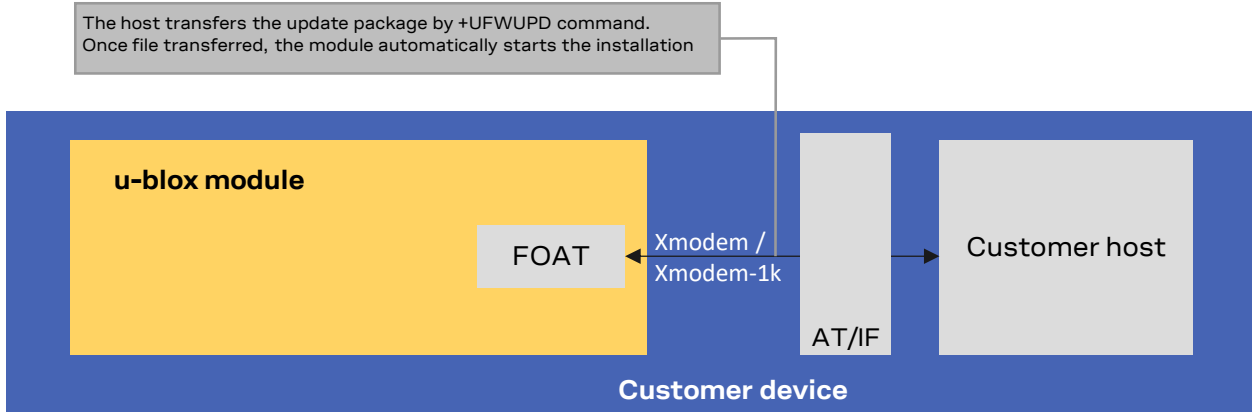 The host transfers the update package by +UFWUPD command.
Once file transferred, the module automatically starts the installation
u-blox module
FOAT
Xmodem /
Xmodem-1k
AT/IF
Customer host
Customer device